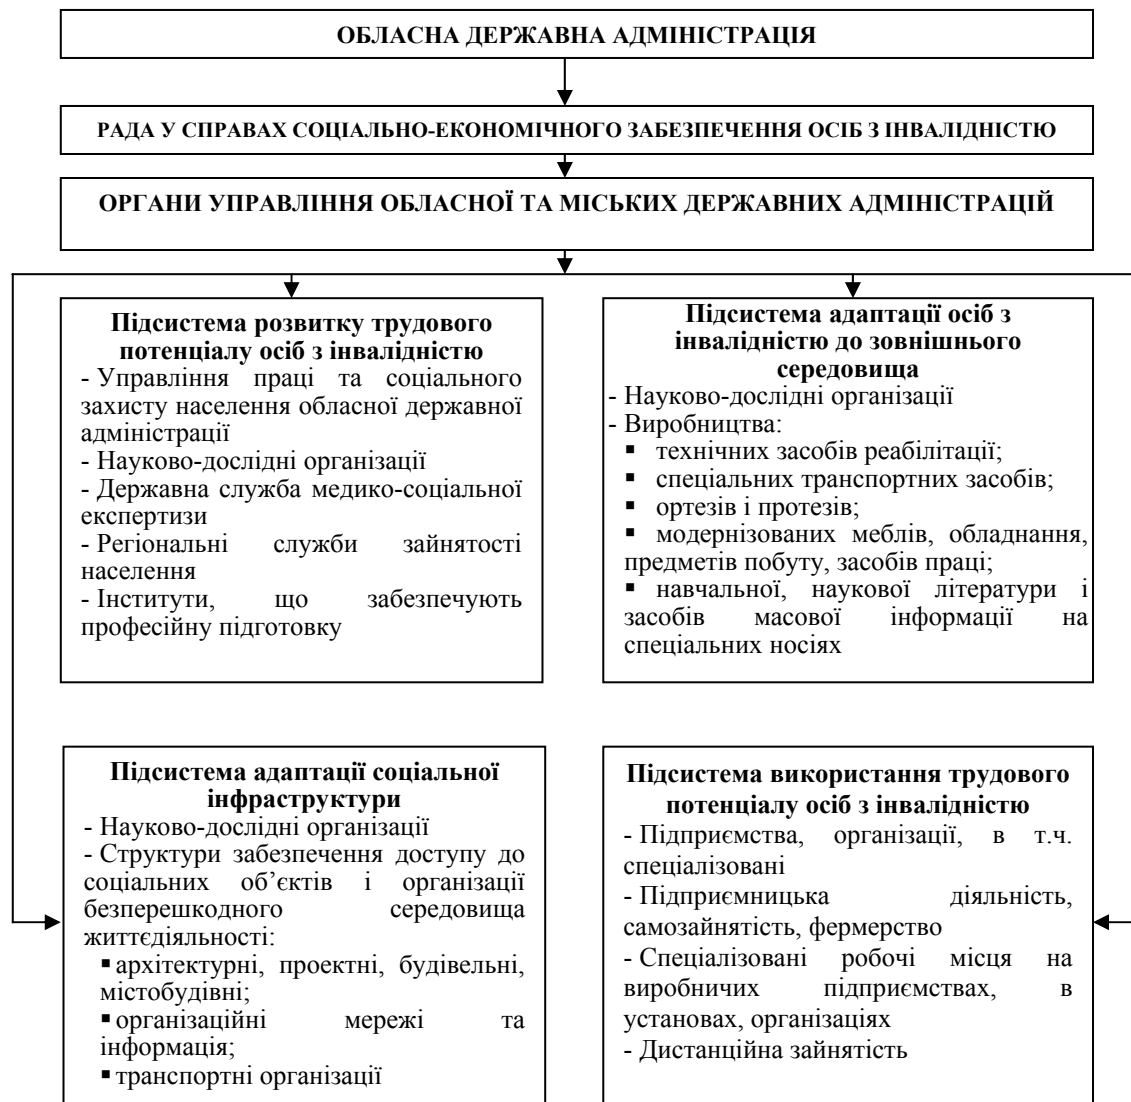 ОБЛАСНА ДЕРЖАВНА АДМІНІСТРАЦІЯ
РАДА У СПРАВАХ СОЦІАЛЬНО-ЕКОНОМІЧНОГО ЗАБЕЗПЕЧЕННЯ ОСІБ З ІНВАЛІДНІСТЮ
ОРГАНИ УПРАВЛІННЯ ОБЛАСНОЇ ТА МІСЬКИХ ДЕРЖАВНИХ АДМІНІСТРАЦІЙ
Підсистема розвитку трудового
потенціалу осіб з інвалідністю
- Управління праці та соціального
захисту населення обласної державної
адміністрації
- Науково-дослідні організації
- Державна служба медико-соціальної
експертизи
- Регіональні служби зайнятості
населення
- Інститути, що забезпечують
професійну підготовку
Підсистема адаптації осіб з
інвалідністю до зовнішнього
середовища
- Науково-дослідні організації
- Виробництва:
▪ технічних засобів реабілітації;
▪ спеціальних транспортних засобів;
▪ ортезів і протезів;
▪ модернізованих меблів, обладнання,
предметів побуту, засобів праці;
▪ навчальної, наукової літератури і
засобів масової інформації на
спеціальних носіях
Підсистема адаптації соціальної
інфраструктури
- Науково-дослідні організації
- Структури забезпечення доступу до
соціальних об’єктів і організації
безперешкодного середовища
життєдіяльності:
▪ архітектурні, проектні, будівельні,
містобудівні;
▪ організаційні мережі та
інформація;
▪ транспортні організації
Підсистема використання трудового
потенціалу осіб з інвалідністю
- Підприємства, організації, в т.ч.
спеціалізовані
- Підприємницька діяльність,
самозайнятість, фермерство
- Спеціалізовані робочі місця на
виробничих підприємствах, в
установах, організаціях
- Дистанційна зайнятість